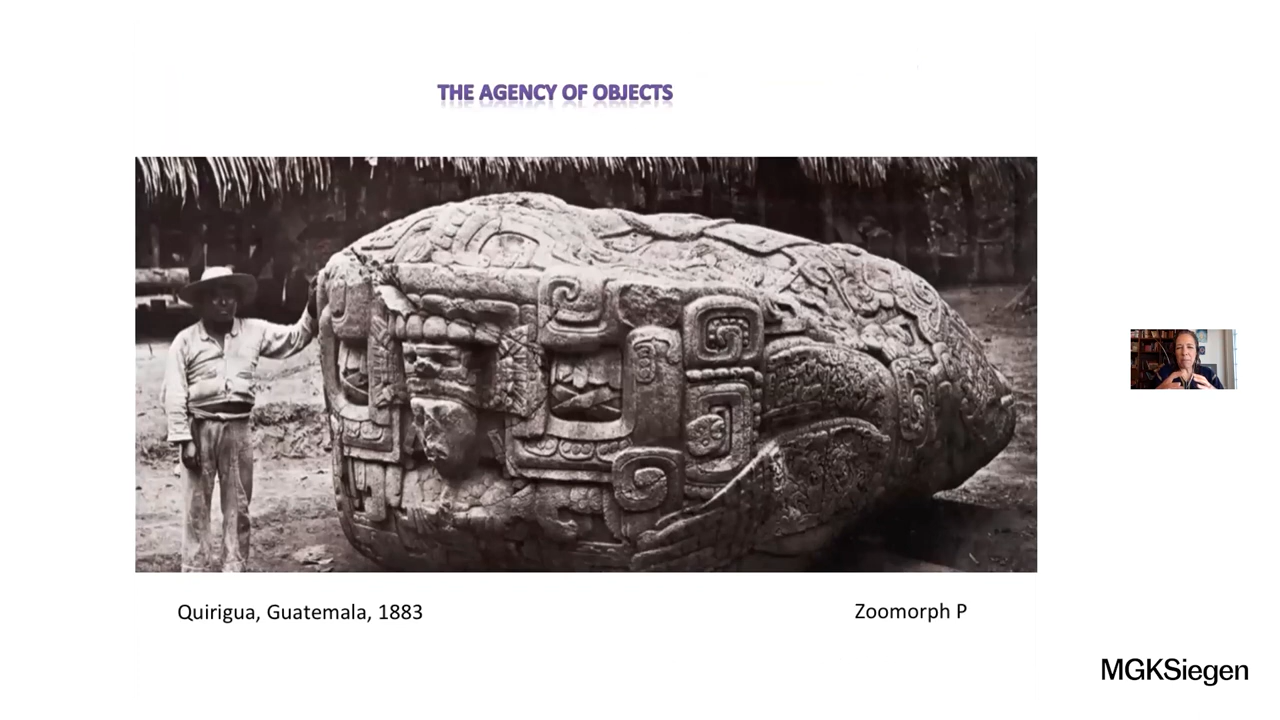 THE AGENCY OF OBJECTS
Quirigua, Guatemala, 1883
Zoomorph P
MGKSiegen